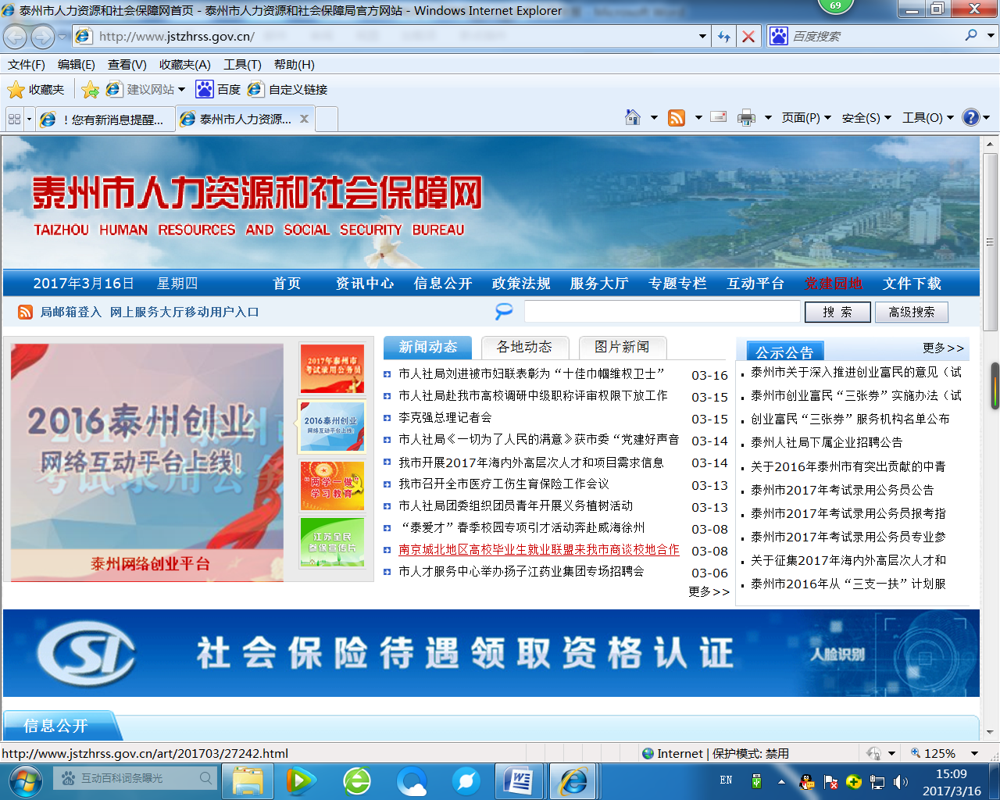 泰州市人力资源和社会保障网首页 - 泰州市人力资源和社会保障局官方网站 - Windows Internet Explorer
69
http://www.jstzhrss.gov.cn/
百度搜索
文件(F) 编辑(E) 查看(V) 收藏夹(A) 工具(T) 帮助(H)
收藏夹 建议网站 百度 自定义链接
！您有新消息提醒... 泰州市人力资源... 页面(P) 安全(S) 工具(O)
泰州市人力资源和社会保障网
TAIZHOU HUMAN RESOURCES AND SOCIAL SECURITY BUREAU
2017年3月16日 星期四 首页 资讯中心 信息公开 政策法规 服务大厅 专题专栏 互动平台 党建园地 文件下载
局邮箱登入 网上服务大厅移动用户入口 搜 索 高级搜索
2016泰州创业
网络互动平台上线!
泰州网络创业平台
2017年泰州市
考试录用公务员
2016泰州创业
网络互动平台上线!
“两学一做”
学习教育
江苏全民
参保宣传片
新闻动态 各地动态 图片新闻
市人社局刘进被市妇联表彰为“十佳巾帼维权卫士” 03-16
市人社局赴我市高校调研中级职称评审权限下放工作 03-15
李克强总理记者会 03-15
市人社局《一切为了人民的满意》获市委“党建好声音 03-14
我市开展2017年海内外高层次人才和项目需求信息 03-14
我市召开全市医疗工伤生育保险工作会议 03-13
市人社局团委组织团员青年开展义务植树活动 03-13
“泰爱才”春季校园专项引才活动奔赴威海徐州 03-08
南京城北地区高校毕业生就业联盟来我市商谈校地合作 03-08
市人才服务中心举办扬子江药业集团专场招聘会 03-06
更多>>
公示公告 更多>>
泰州市关于深入推进创业富民的意见（试
泰州市创业富民“三张券”实施办法（试
创业富民“三张券”服务机构名单公布
泰州人社局下属企业招聘公告
关于2016年泰州市有突出贡献的中青
泰州市2017年考试录用公务员公告
泰州市2017年考试录用公务员报考指
泰州市2017年考试录用公务员专业参
关于征集2017年海内外高层次人才和
泰州市2016年从“三支一扶”计划服
CSI 社会保险待遇领取资格认证 人脸识别
信息公开
http://www.jstzhrss.gov.cn/art/201703/27242.html Internet | 保护模式: 禁用 125%
互动百科词条曝光 EN 15:09
2017/3/16